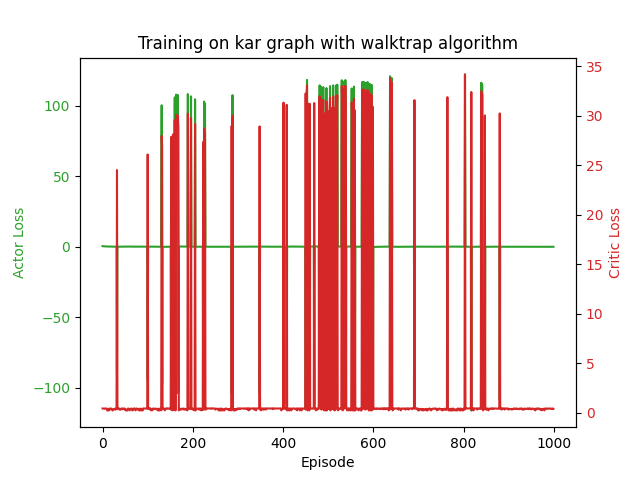 Training on kar graph with walktrap algorithm
100
50
0
−50
−100
Actor Loss
35
30
25
20
15
10
5
0
Critic Loss
0 200 400 600 800 1000
Episode